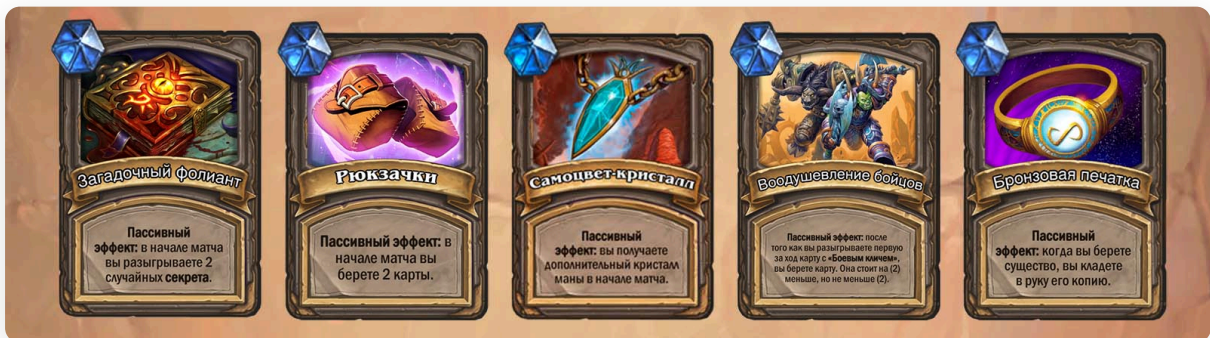 Загадочный фолиант
Пассивный
эффект: в начале матча
вы разыгрываете 2
случайных секрета.
Рюкзачки
Пассивный эффект: в
начале матча вы
берете 2 карты.
Самоцвет-кристалл
Пассивный
эффект: вы получаете
дополнительный кристалл
маны в начале матча.
Воодушевление бойцов
Пассивный эффект: после
того как вы разыгрываете первую
за ход карту с «Боевым кличем»,
вы берете карту. Она стоит на (2)
меньше, но не меньше (2).
Бронзовая печатка
Пассивный
эффект: когда вы берете
существо, вы кладете
в руку его копию.